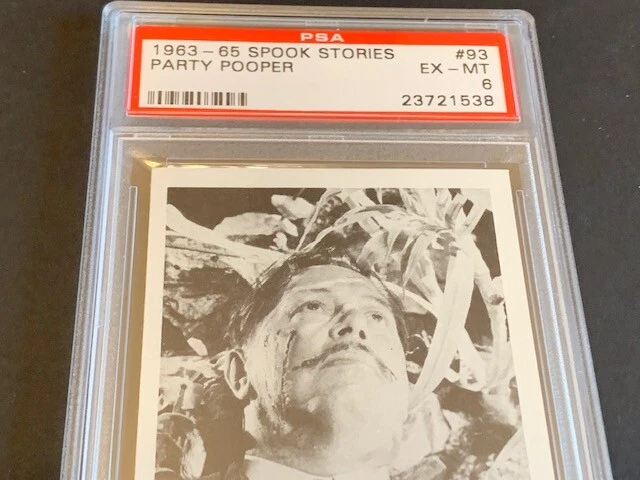 PSA
1963-65 SPOOK STORIES #93
PARTY POOPER EX-MT
6
23721538